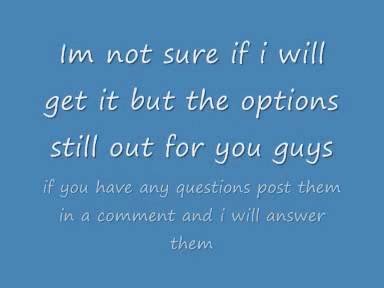 Im not sure if i will
get it but the options
still out for you guys
if you have any questions post them
in a comment and i will answer
them